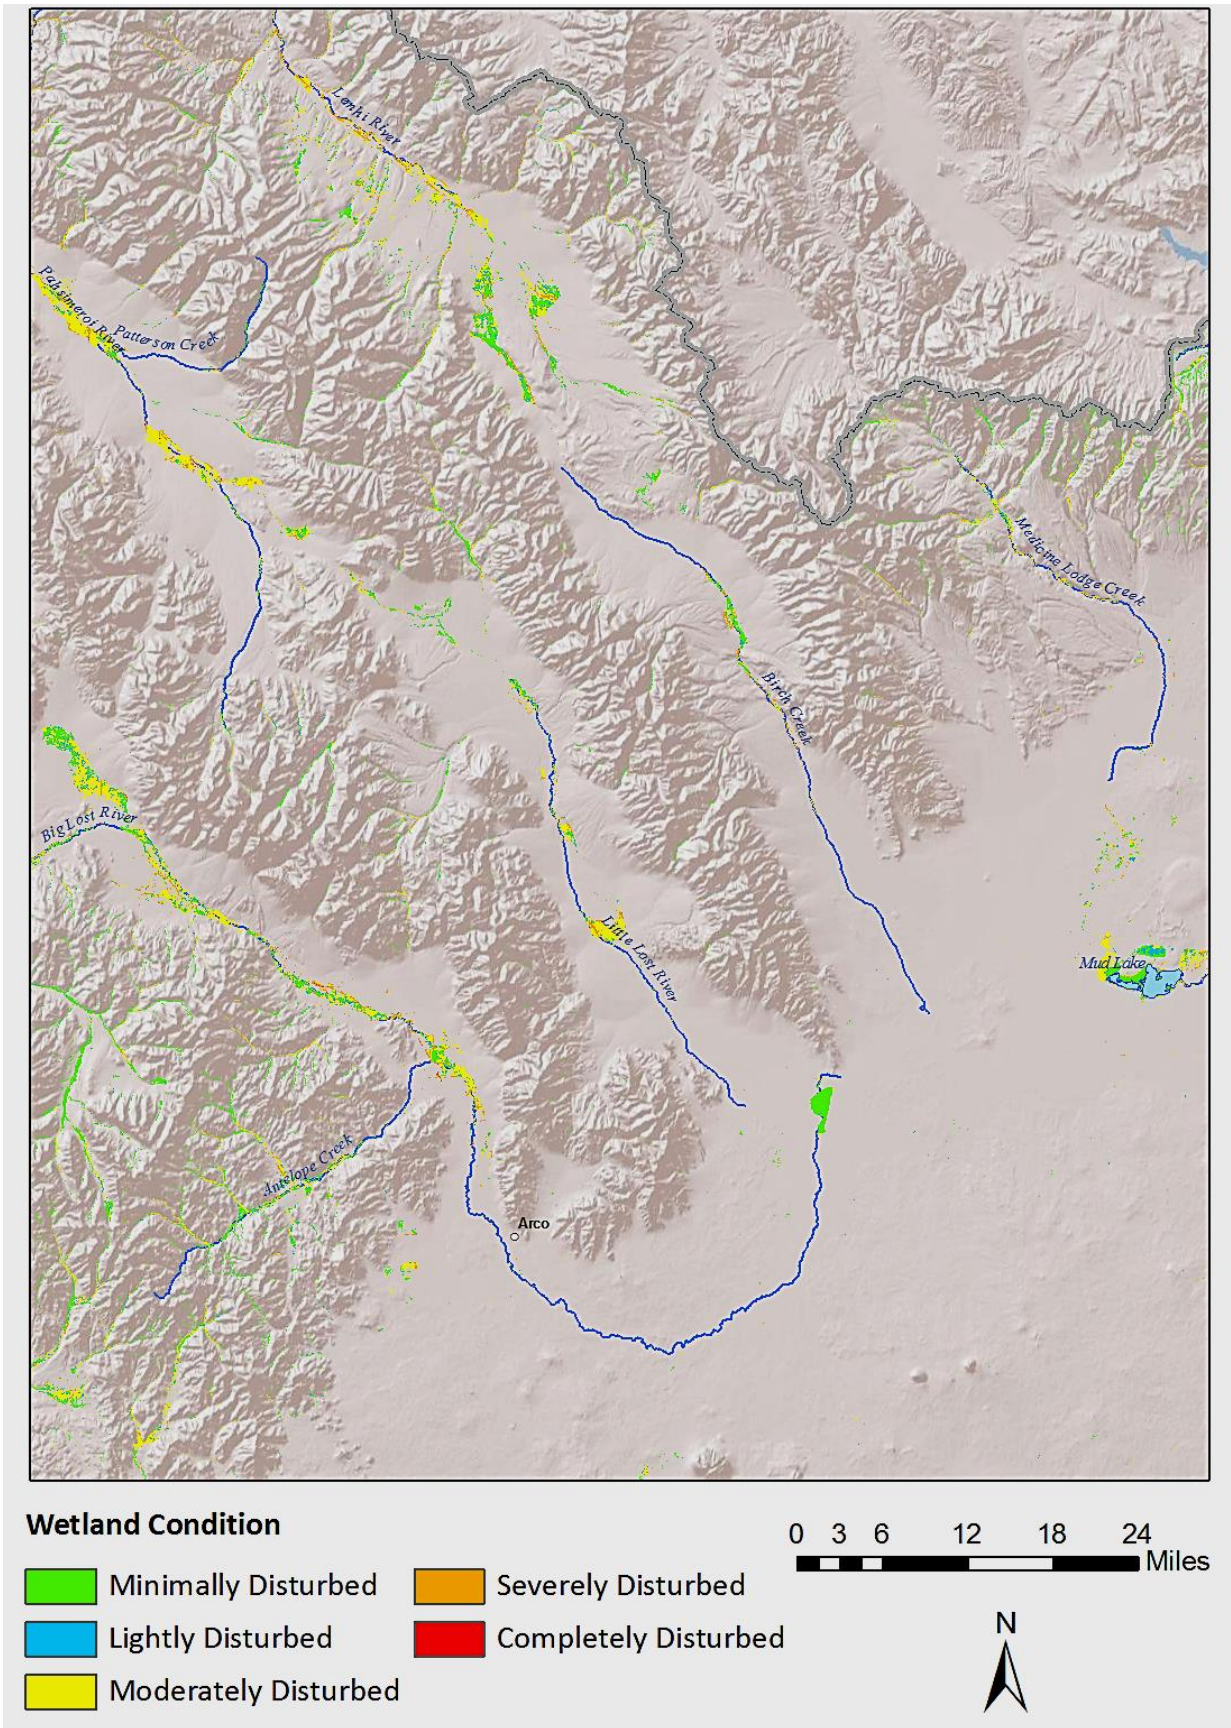 Lemhi River
Pahsimeroi River
Patterson Creek
Medicine Lodge Creek
Birch Creek
Big Lost River
Little Lost River
Mud Lake
Antelope Creek
Arco
Wetland Condition
0 3 6 12 18 24
Miles
Minimally Disturbed
Severely Disturbed
Lightly Disturbed
Completely Disturbed
Moderately Disturbed
N